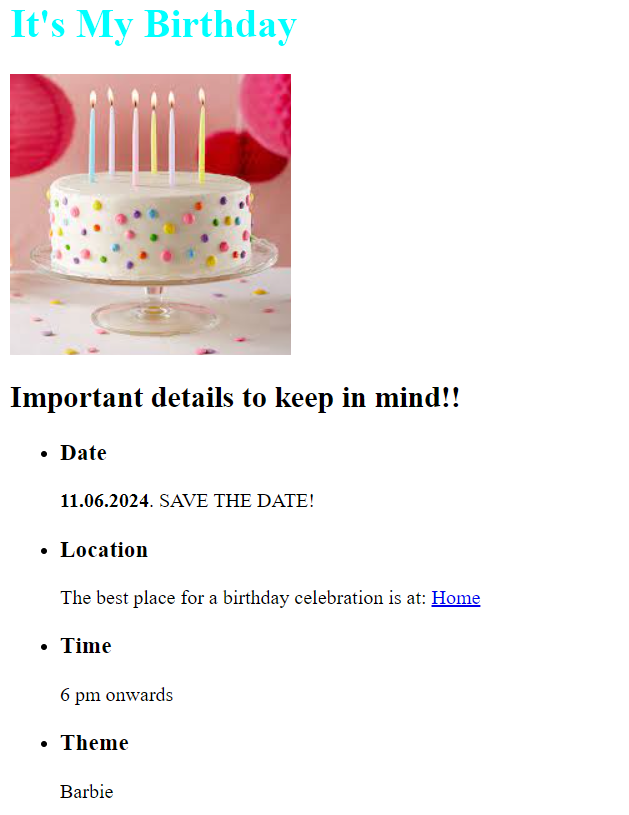 It's My Birthday
Important details to keep in mind!!
Date
11.06.2024. SAVE THE DATE!
Location
The best place for a birthday celebration is at: Home
Time
6 pm onwards
Theme
Barbie